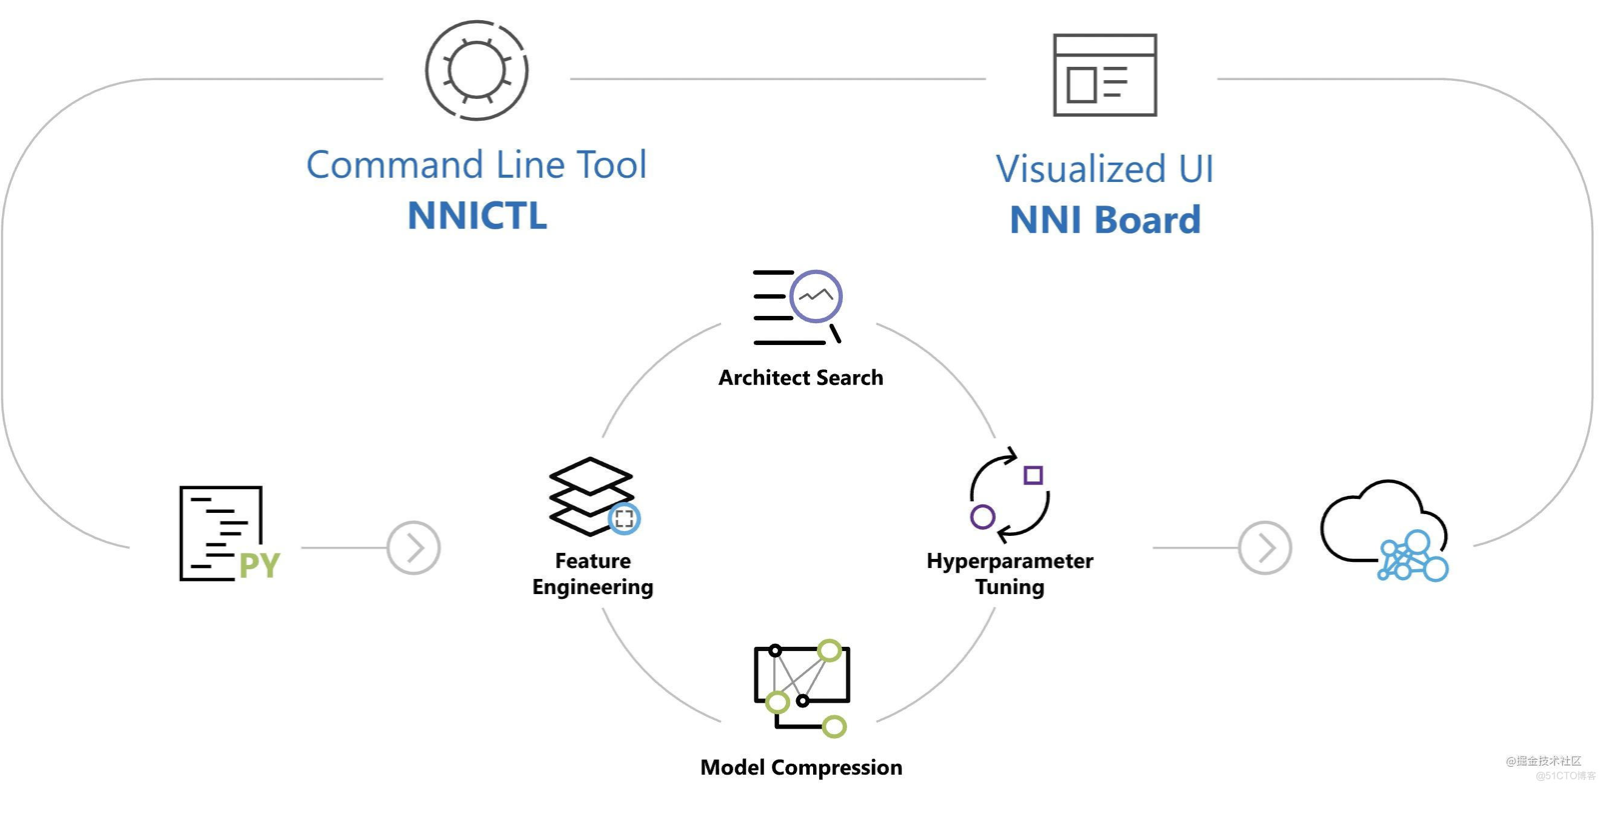 Command Line Tool
NNICTL
Visualized UI
NNI Board
Architect Search
PY
Feature
Engineering
Hyperparameter
Tuning
Model Compression
@掘金技术社区
@51CTO博客